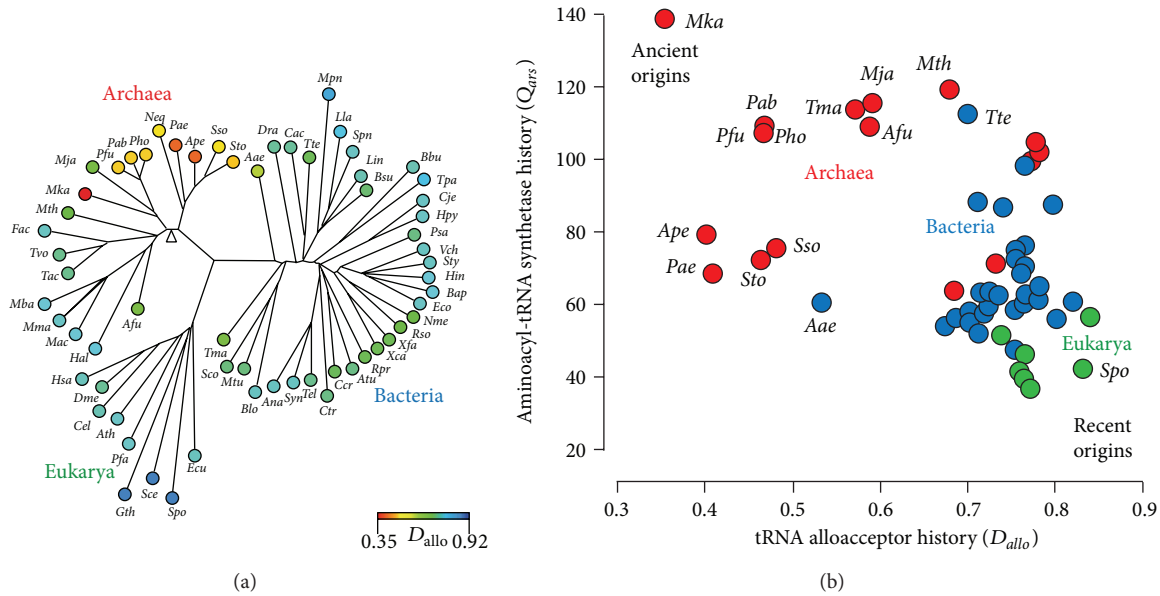 Archaea
Neq
Pae
Pab
Pho
Ape
Sso
Pfu
Sto
Mja
Mka
Mth
Fac
Tvo
Tac
Mba
Mma
Mac
Hal
Afu
Aae
Dra
Cac
Tte
Mpn
Lla
Spn
Lin
Bsu
Bbu
Tpa
Cje
Hpy
Psa
Vch
Sty
Hin
Bap
Eco
Nme
Rso
Xfa
Xca
Rpr
Atu
Ccr
Ctr
Tel
Syn
Ana
Blo
Mtu
Sco
Tma
Bacteria
Hsa
Dme
Cel
Ath
Pfa
Eukarya
Gth
Sce
Spo
Ecu
0.35 D_allo 0.92
(a)
Aminoacyl-tRNA synthetase history (Q_ars)
140
120
100
80
60
40
20
Mka
Ancient
origins
Mja
Mth
Pab
Tma
Tte
Pfu
Pho
Afu
Archaea
Ape
Sso
Bacteria
Pae
Sto
Aae
Eukarya
Spo
Recent
origins
0.3 0.4 0.5 0.6 0.7 0.8 0.9
tRNA alloacceptor history (D_allo)
(b)